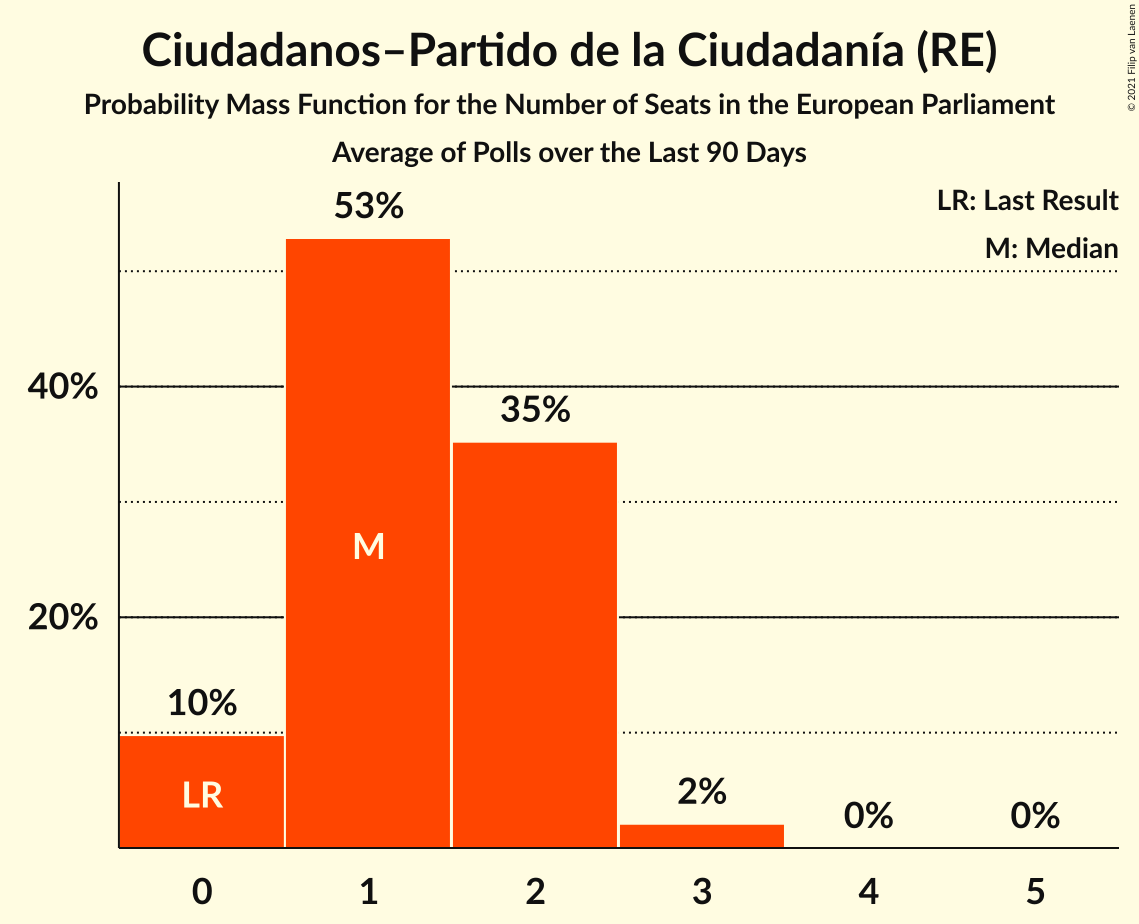 Ciudadanos–Partido de la Ciudadanía (RE)
Probability Mass Function for the Number of Seats in the European Parliament
Average of Polls over the Last 90 Days
© 2021 Filip van Laenen
LR: Last Result
M: Median
53%
40%
35%
M
20%
10%
LR
2%
0%
0%
0
1
2
3
4
5